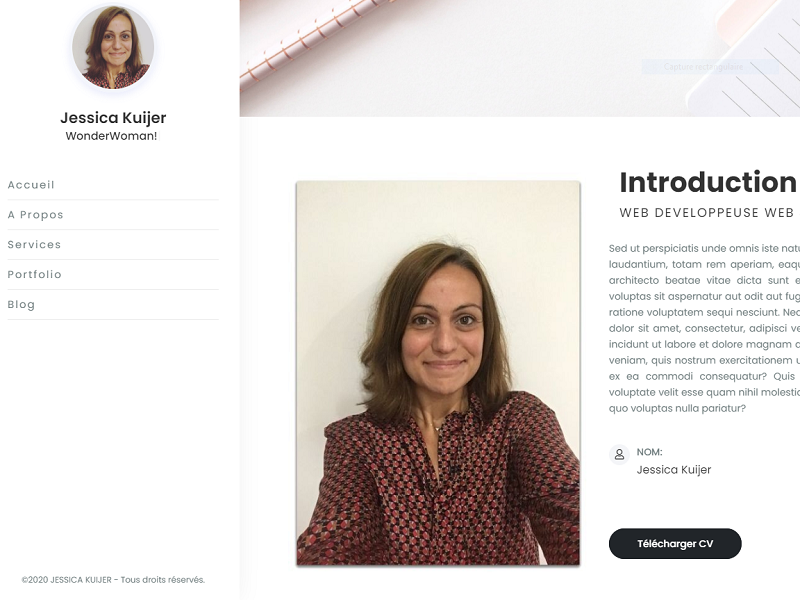 Jessica Kuijer
WonderWoman!
Accueil
A Propos
Services
Portfolio
Blog
©2020 JESSICA KUIJER - Tous droits réservés.
Capture rectangulaire
Introduction
WEB DEVELOPPEUSE WEB
Sed ut perspiciatis unde omnis iste natu
laudantium, totam rem aperiam, eaqu
architecto beatae vitae dicta sunt e
voluptas sit aspernatur aut odit aut fug
ratione voluptatem sequi nesciunt. Neq
dolor sit amet, consectetur, adipisci ve
incidunt ut labore et dolore magnam a
veniam, quis nostrum exercitationem u
ex ea commodi consequatur? Quis
voluptate velit esse quam nihil molestia
quo voluptas nulla pariatur?
NOM:
Jessica Kuijer
Télécharger CV